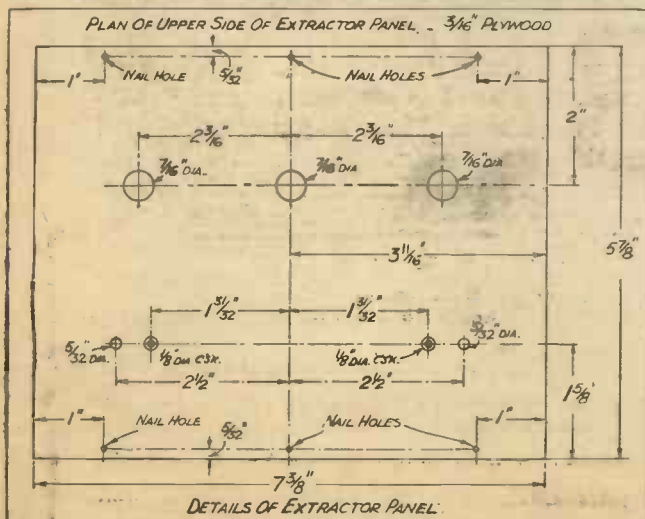 PLAN OF UPPER SIDE OF EXTRACTOR PANEL. - 3/16" PLYWOOD
1" NAIL HOLE 5/32" NAIL HOLES 1"
2"
2 3/16" 2 3/16"
7/16" DIA. 7/16" DIA 7/16" DIA
5 7/8"
3 11/16"
1 31/32" 1 31/32"
5/32" DIA. 1/8" DIA CSK. 1/8" DIA. CSK. 5/32" DIA.
2 1/2" 2 1/2"
1 5/8"
1" NAIL HOLE 5/32" NAIL HOLES 1"
7 3/8"
DETAILS OF EXTRACTOR PANEL.